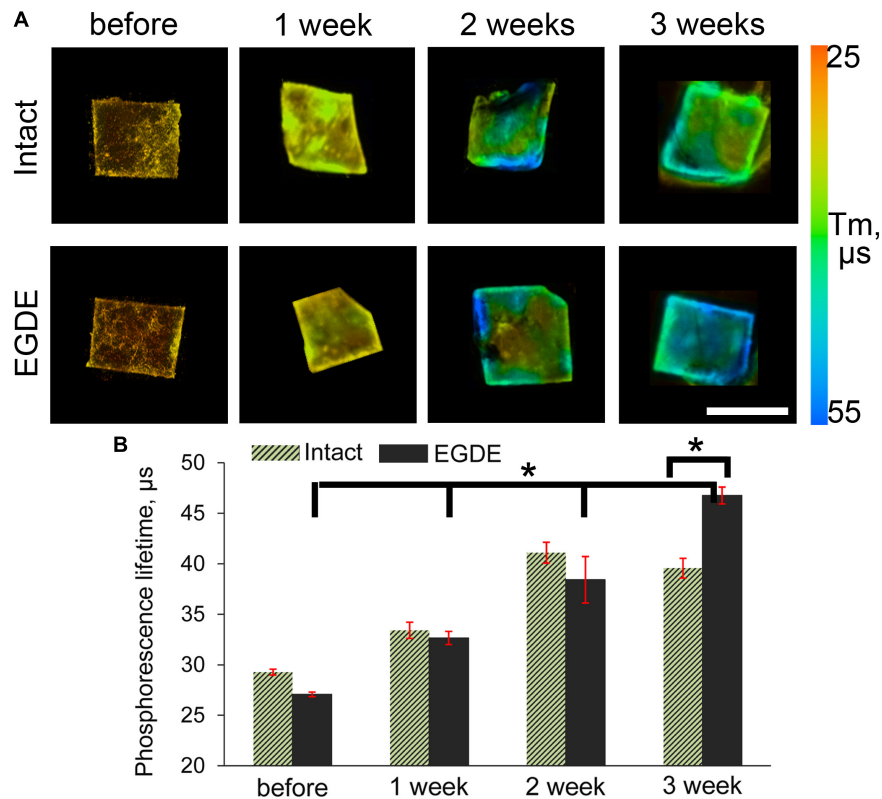 A
before 1 week 2 weeks 3 weeks
Intact
25
Tm,
µs
EGDE
55
B
Intact EGDE
*
*
Phosphorescence lifetime, µs
50
45
40
35
30
25
20
before 1 week 2 week 3 week